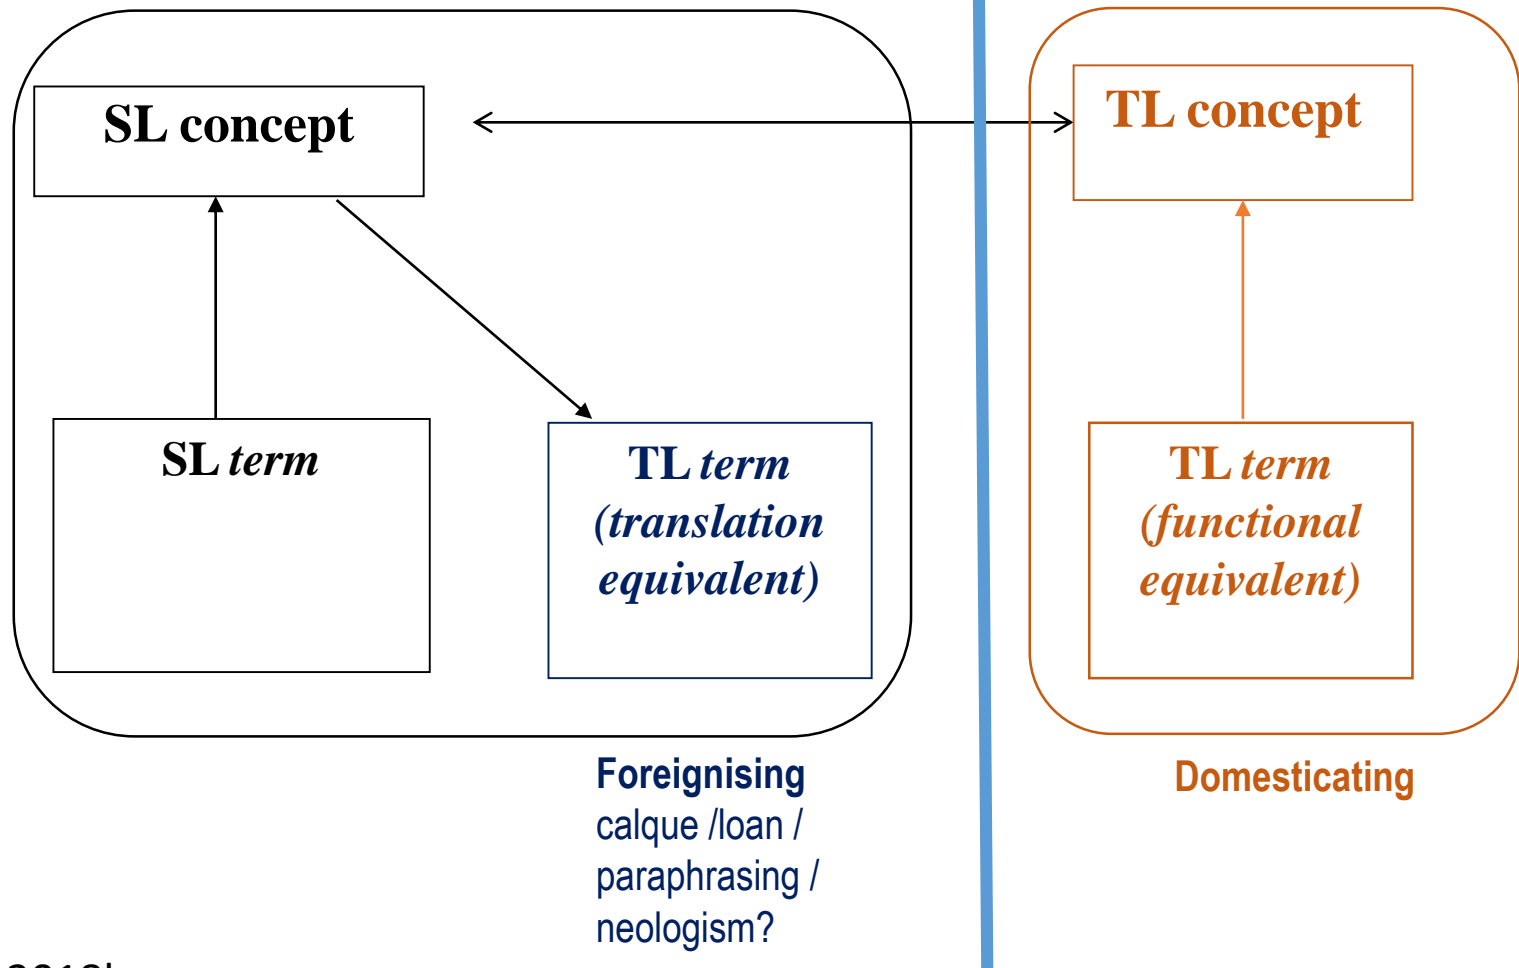 SL concept
TL concept
SL term
TL term
(translation
equivalent)
TL term
(functional
equivalent)
Foreignising
calque /loan /
paraphrasing /
neologism?
Domesticating